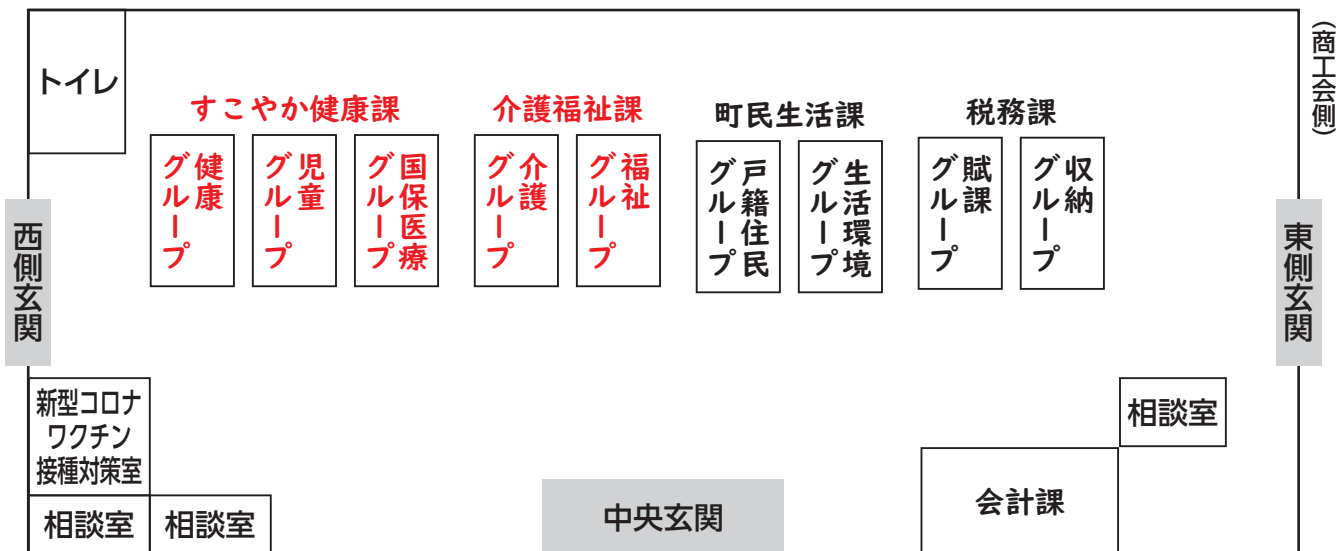 (商工会側)
トイレ
すこやか健康課
介護福祉課
町民生活課
税務課
健康
グループ
児童
グループ
国保医療
グループ
介護
グループ
福祉
グループ
戸籍住民
グループ
生活環境
グループ
賦課
グループ
収納
グループ
西側玄関
東側玄関
新型コロナ
ワクチン
接種対策室
相談室
相談室
相談室
中央玄関
会計課